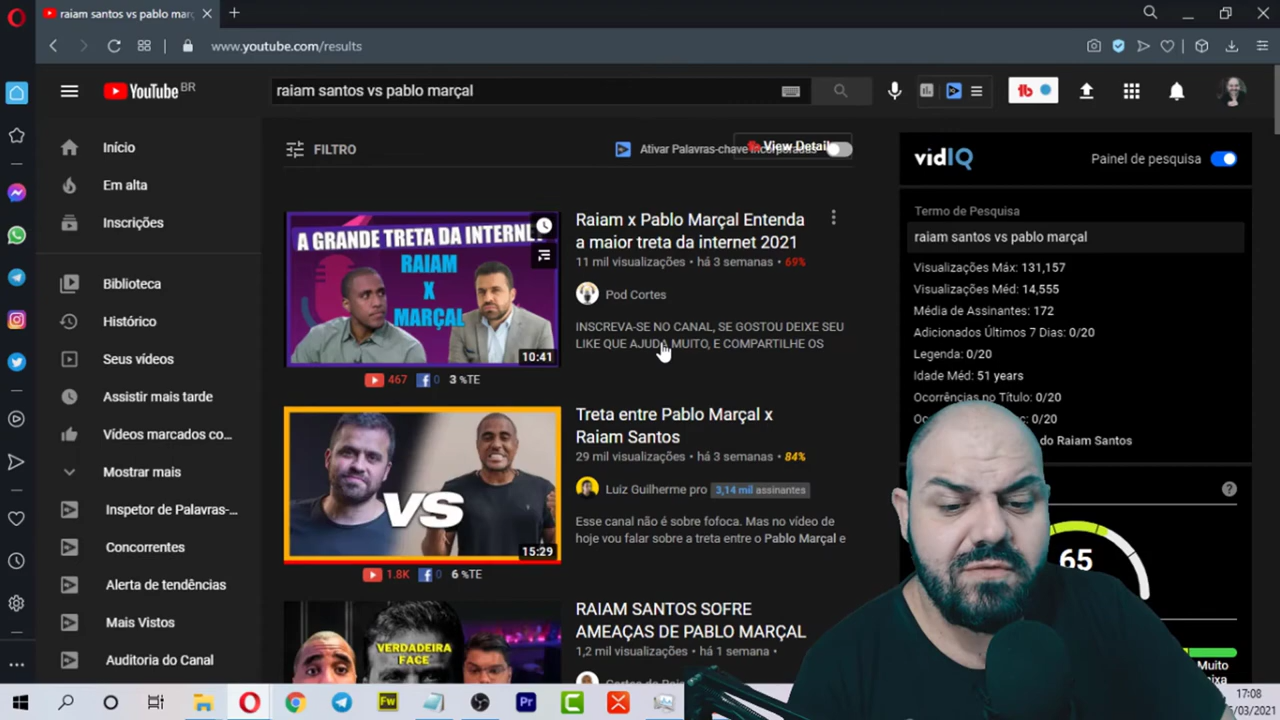 raiam santos vs pablo març
www.youtube.com/results
YouTube BR
raiam santos vs pablo marçal
Início
Em alta
Inscrições
Biblioteca
Histórico
Seus vídeos
Assistir mais tarde
Vídeos marcados co...
Mostrar mais
Inspetor de Palavras-...
Concorrentes
Alerta de tendências
Mais Vistos
Auditoria do Canal
FILTRO
Ativar Palavras-chave
View Detail
A GRANDE TRETA DA INTERNE
RAIAM
X
MARÇAL
10:41
467 0 3 %TE
Raiam x Pablo Marçal Entenda
a maior treta da internet 2021
11 mil visualizações • há 3 semanas • 69%
Pod Cortes
INSCREVA-SE NO CANAL, SE GOSTOU DEIXE SEU
LIKE QUE AJUDA MUITO, E COMPARTILHE OS
VS
15:29
1.8K 0 6 %TE
Treta entre Pablo Marçal x
Raiam Santos
29 mil visualizações • há 3 semanas • 84%
Luiz Guilherme pro 3,14 mil assinantes
Esse canal não é sobre fofoca. Mas no vídeo de
hoje vou falar sobre a treta entre o Pablo Marçal e
VERDADEIRA
FACE
RAIAM SANTOS SOFRE
AMEAÇAS DE PABLO MARÇAL
1,2 mil visualizações • há 1 semana •
vidIQ
Painel de pesquisa
Termo de Pesquisa
raiam santos vs pablo marçal
Visualizações Máx: 131,157
Visualizações Méd: 14,555
Média de Assinantes: 172
Adicionados Últimos 7 Dias: 0/20
Legenda: 0/20
Idade Méd: 51 years
Ocorrências no Título: 0/20
0/20
do Raiam Santos
65
Muito
17:08
/03/2021